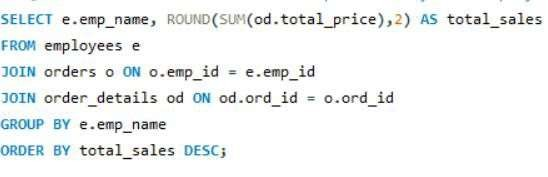 SELECT e.emp_name, ROUND(SUM(od.total_price),2) AS total_sales
FROM employees e
JOIN orders o ON o.emp_id = e.emp_id
JOIN order_details od ON od.ord_id = o.ord_id
GROUP BY e.emp_name
ORDER BY total_sales DESC;